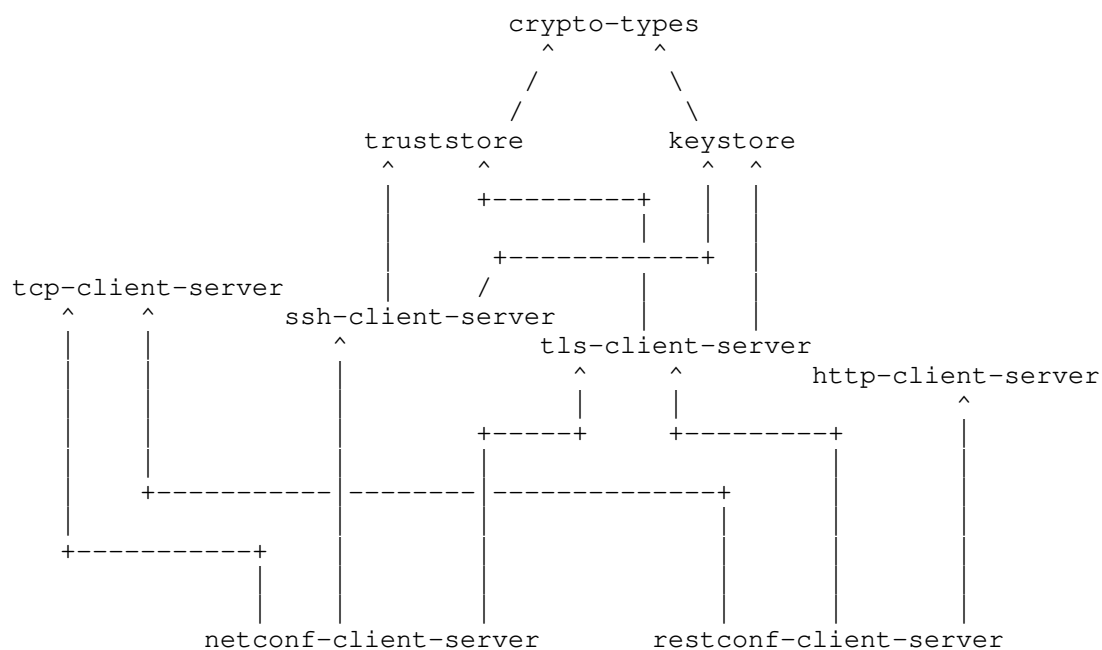 crypto-types
truststore keystore
tcp-client-server
ssh-client-server
tls-client-server
http-client-server
netconf-client-server restconf-client-server